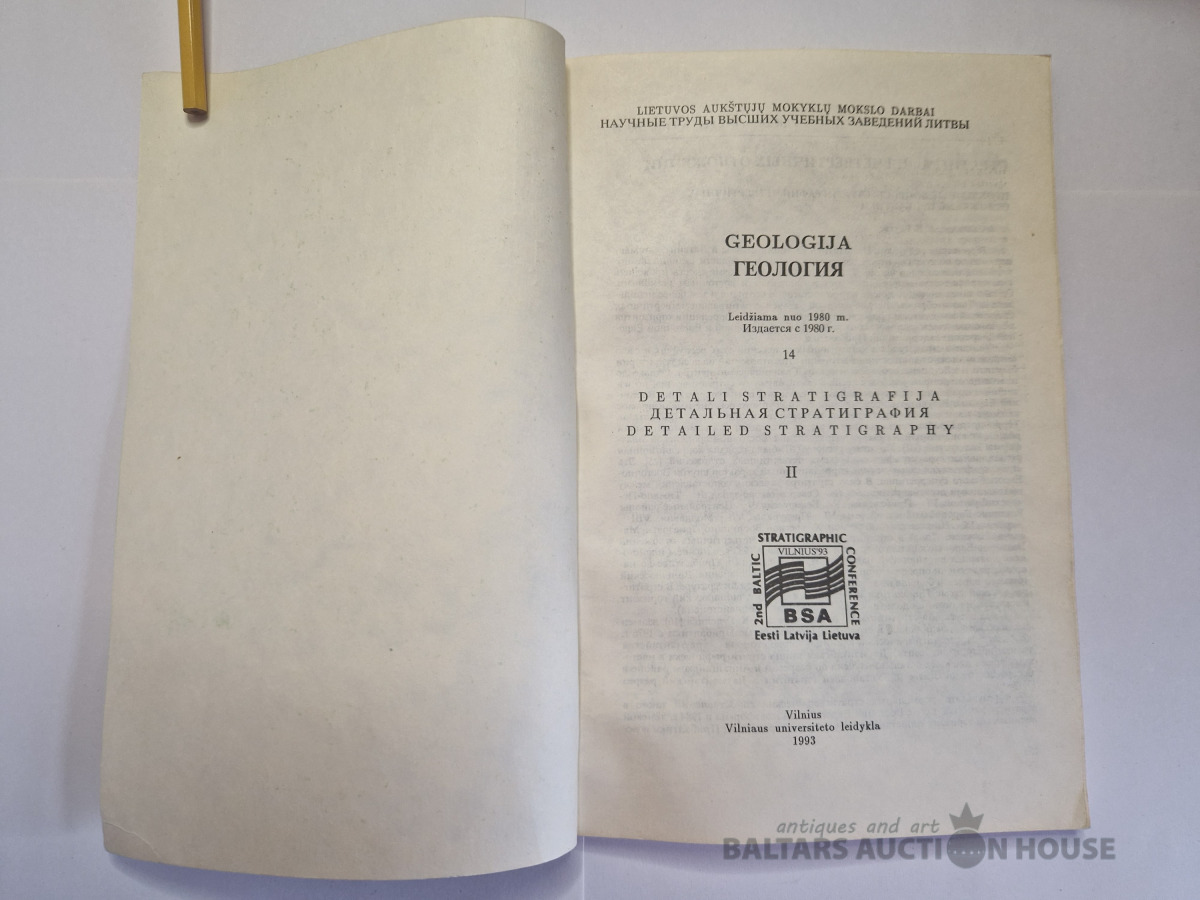 LIETUVOS AUKŠTŲJŲ MOKYKLŲ MOKSLO DARBAI
НАУЧНЫЕ ТРУДЫ ВЫСШИХ УЧЕБНЫХ ЗАВЕДЕНИЙ ЛИТВЫ
GEOLOGIJA
ГЕОЛОГИЯ
Leidžiama nuo 1980 m.
Издается с 1980 г.
14
DETALI STRATIGRAFIJA
ДЕТАЛЬНАЯ СТРАТИГРАФИЯ
DETAILED STRATIGRAPHY
II
2nd BALTIC
STRATIGRAPHIC
CONFERENCE
VILNIUS'93
BSA
Eesti Latvija Lietuva
Vilnius
Vilniaus universiteto leidykla
1993
antiques and art
BALTARS AUCTION HOUSE